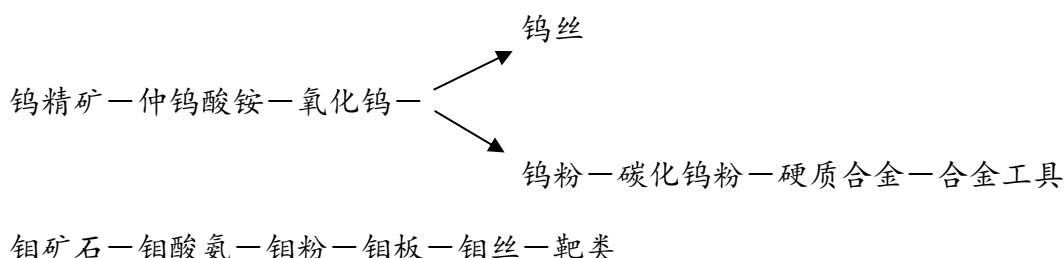 钨丝
钨精矿－仲钨酸铵－氧化钨－
钨粉－碳化钨粉－硬质合金－合金工具
钼矿石－钼酸氨－钼粉－钼板－钼丝－靶类